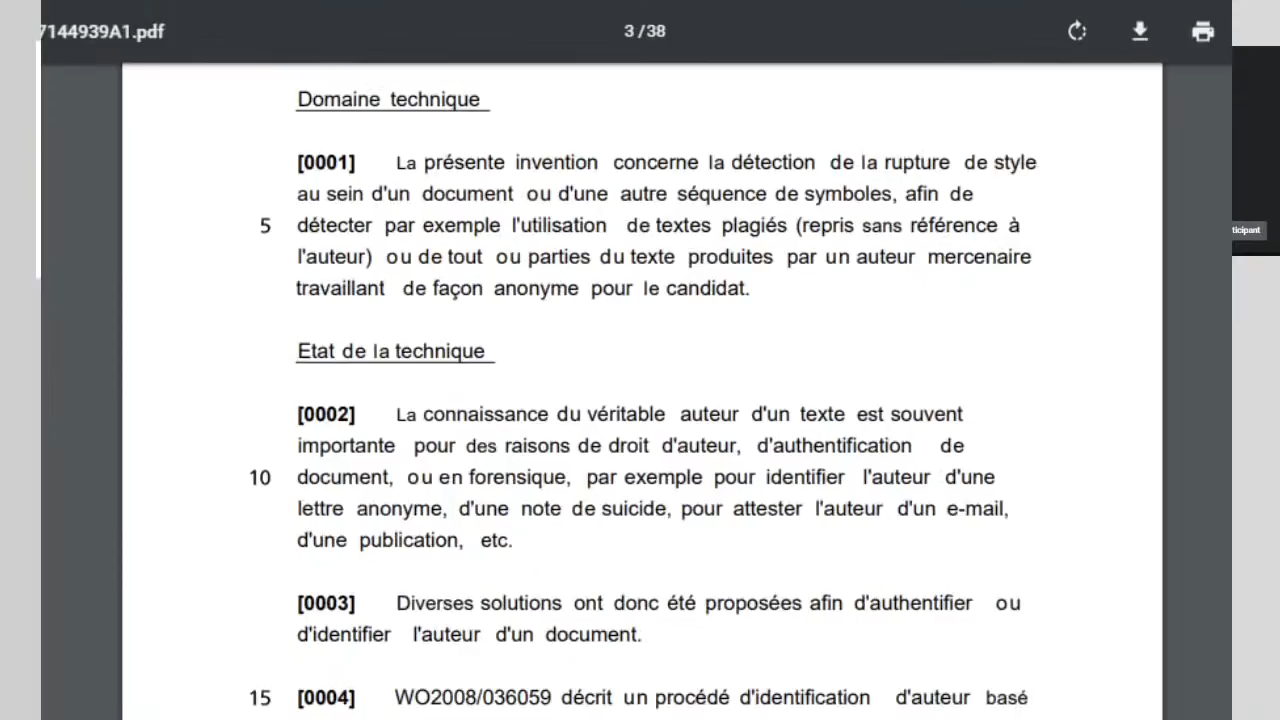 7144939A1.pdf 3 / 38
Domaine technique
[0001] La présente invention concerne la détection de la rupture de style
au sein d'un document ou d'une autre séquence de symboles, afin de
5 détecter par exemple l'utilisation de textes plagiés (repris sans référence à
ticipant
l'auteur) ou de tout ou parties du texte produites par un auteur mercenaire
travaillant de façon anonyme pour le candidat.
Etat de la technique
[0002] La connaissance du véritable auteur d'un texte est souvent
importante pour des raisons de droit d'auteur, d'authentification de
10 document, ou en forensique, par exemple pour identifier l'auteur d'une
lettre anonyme, d'une note de suicide, pour attester l'auteur d'un e-mail,
d'une publication, etc.
[0003] Diverses solutions ont donc été proposées afin d'authentifier ou
d'identifier l'auteur d'un document.
15 [0004] WO2008/036059 décrit un procédé d'identification d'auteur basé